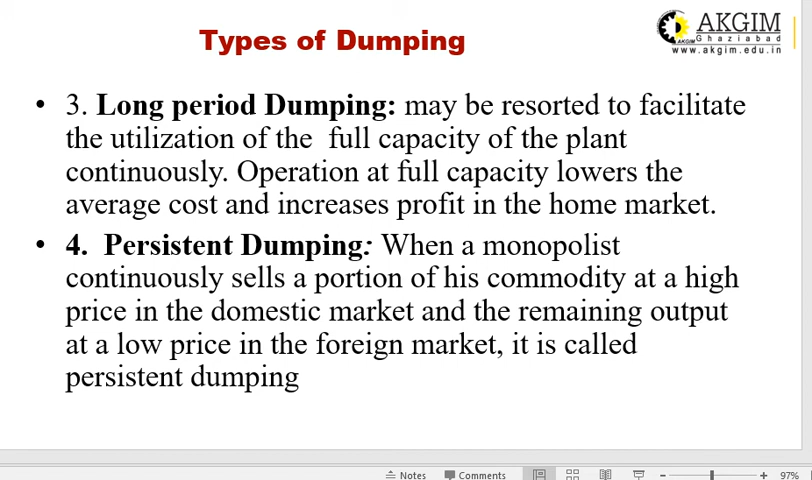 Types of Dumping
AKGIM
AKGIM Ghaziabad
www.akgim.edu.in
• 3. Long period Dumping: may be resorted to facilitate
the utilization of the full capacity of the plant
continuously. Operation at full capacity lowers the
average cost and increases profit in the home market.
• 4. Persistent Dumping: When a monopolist
continuously sells a portion of his commodity at a high
price in the domestic market and the remaining output
at a low price in the foreign market, it is called
persistent dumping
Notes Comments 97%